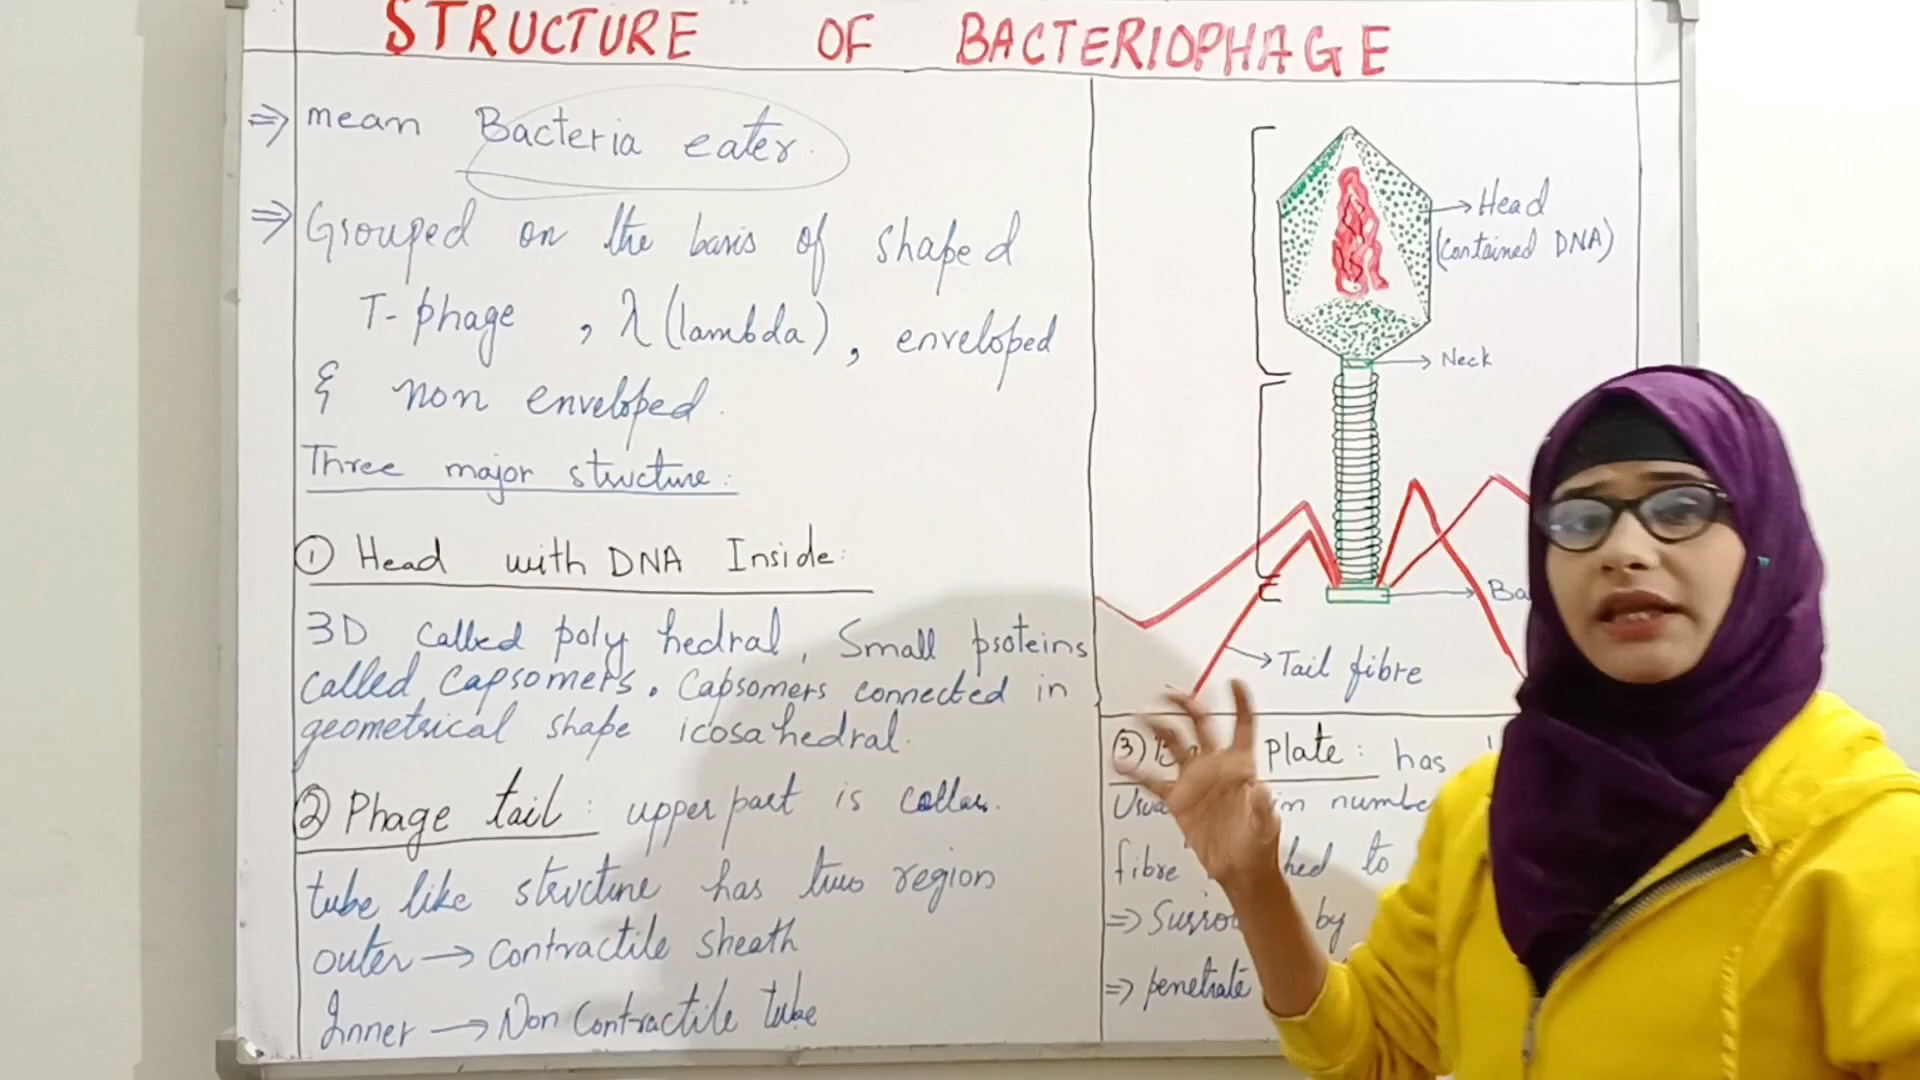 STRUCTURE OF BACTERIOPHAGE
⇒ mean Bacteria eater.
⇒ Grouped on the basis of shaped
T-phage, λ (lambda), enveloped
& non enveloped.
Three major structure:
① Head with DNA Inside:
3D called poly hedral, Small proteins
called Capsomers. Capsomers connected in
geometrical shape icosahedral.
② Phage tail: upper part is collar.
tube like structure has two region
outer → contractile sheath
Inner → Non Contractile tube
→ Head
(contained DNA)
→ Neck
→ Tail fibre
③ Plate: has
in
fibre to
⇒ by
⇒ penetrate